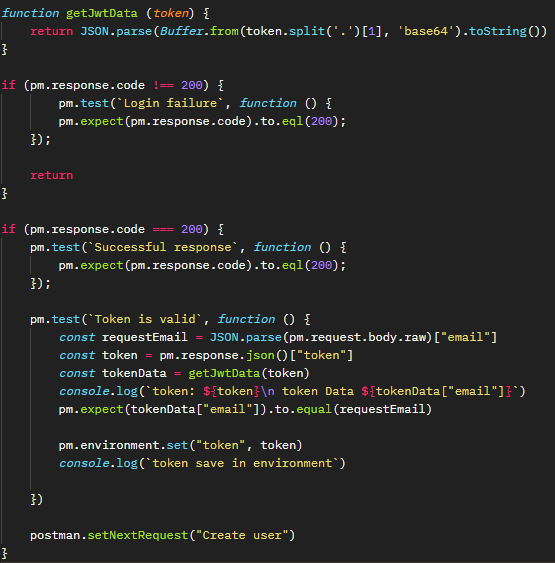 function getJwtData (token) {
    return JSON.parse(Buffer.from(token.split('.')[1], 'base64').toString())
}
if (pm.response.code !== 200) {
        pm.test(`Login failure`, function () {
        pm.expect(pm.response.code).to.eql(200);
    });
    return
}
if (pm.response.code === 200) {
    pm.test(`Successful response`, function () {
        pm.expect(pm.response.code).to.eql(200);
    });
    pm.test(`Token is valid`, function () {
        const requestEmail = JSON.parse(pm.request.body.raw)["email"]
        const token = pm.response.json()["token"]
        const tokenData = getJwtData(token)
        console.log(`token: ${token}\n token Data ${tokenData["email"]}`)
        pm.expect(tokenData["email"]).to.equal(requestEmail)
        pm.environment.set("token", token)
        console.log(`token save in environment`)
    })
    postman.setNextRequest("Create user")
}